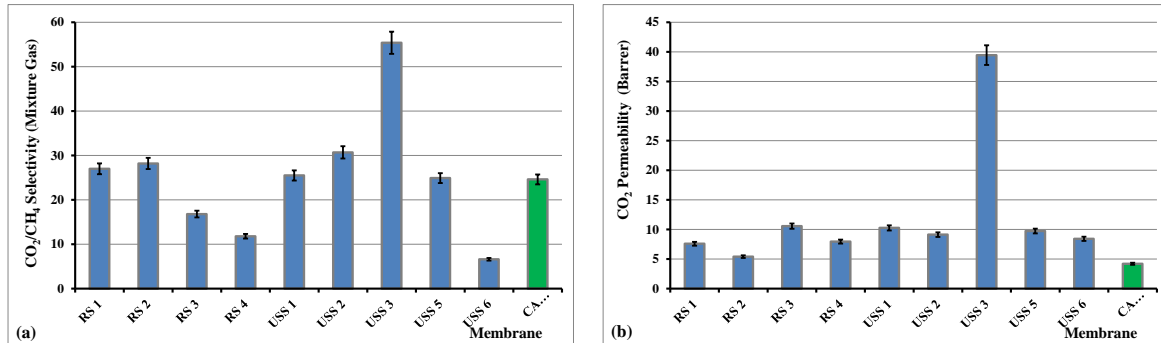 60
50
40
30
20
10
0
CO₂/CH₄ Selectivity (Mixture Gas)
RS 1
RS 2
RS 3
RS 4
USS 1
USS 2
USS 3
USS 5
USS 6
CA…
Membrane
(a)
45
40
35
30
25
20
15
10
5
0
CO₂ Permeability (Barrer)
RS 1
RS 2
RS 3
RS 4
USS 1
USS 2
USS 3
USS 5
USS 6
CA…
Membrane
(b)